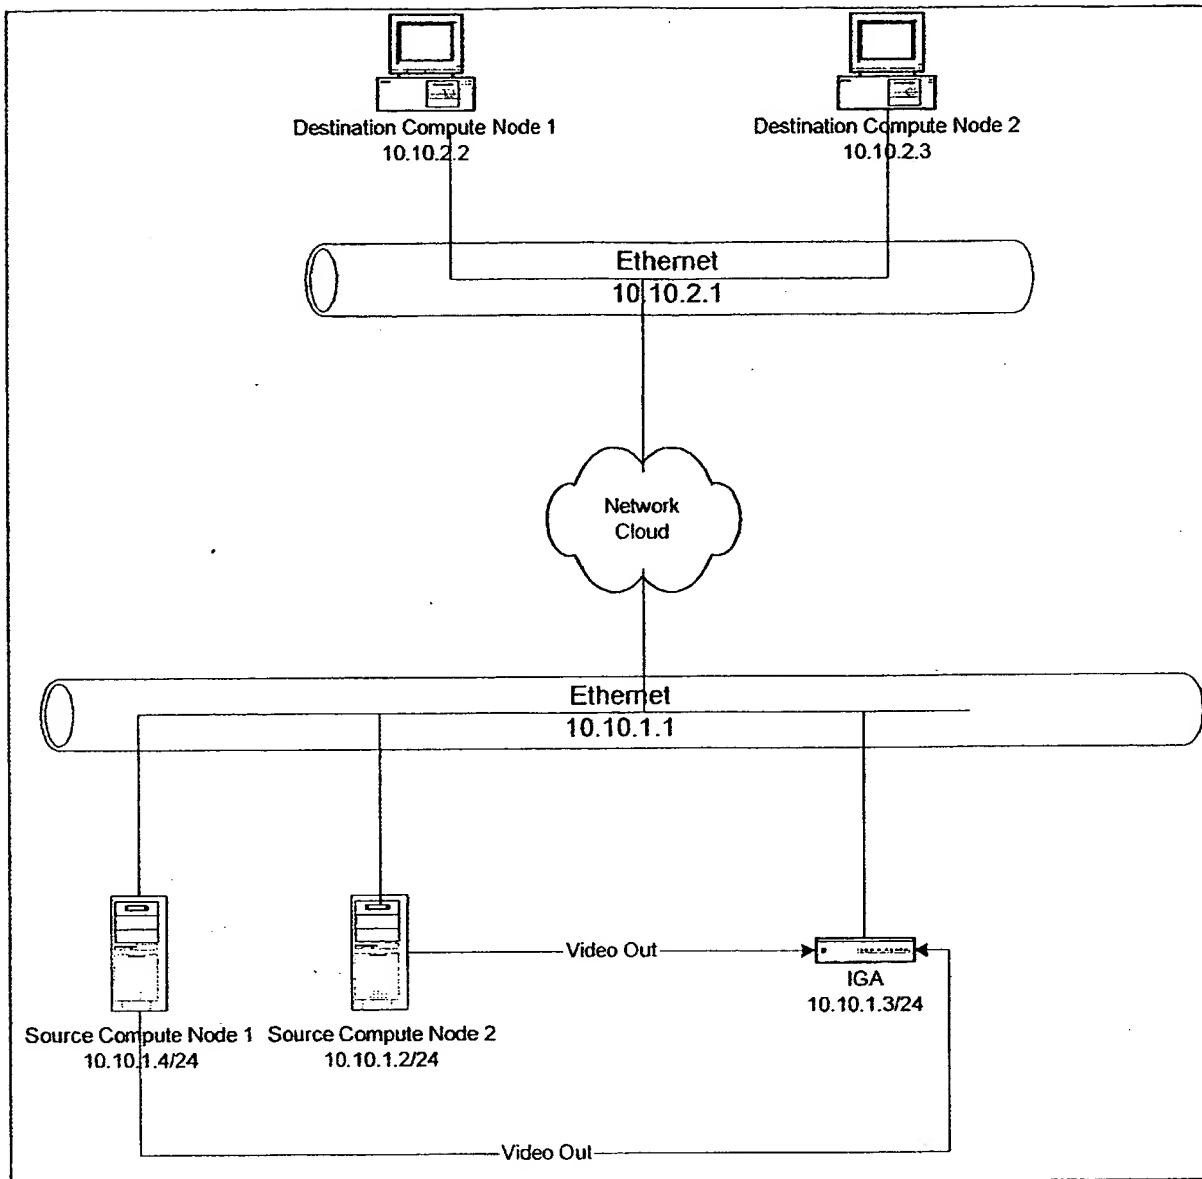 Destination Compute Node 1
10.10.2.2
Destination Compute Node 2
10.10.2.3
Ethernet
10.10.2.1
Network
Cloud
Ethernet
10.10.1.1
Video Out
IGA
10.10.1.3/24
Source Compute Node 1
10.10.1.4/24
Source Compute Node 2
10.10.1.2/24
Video Out